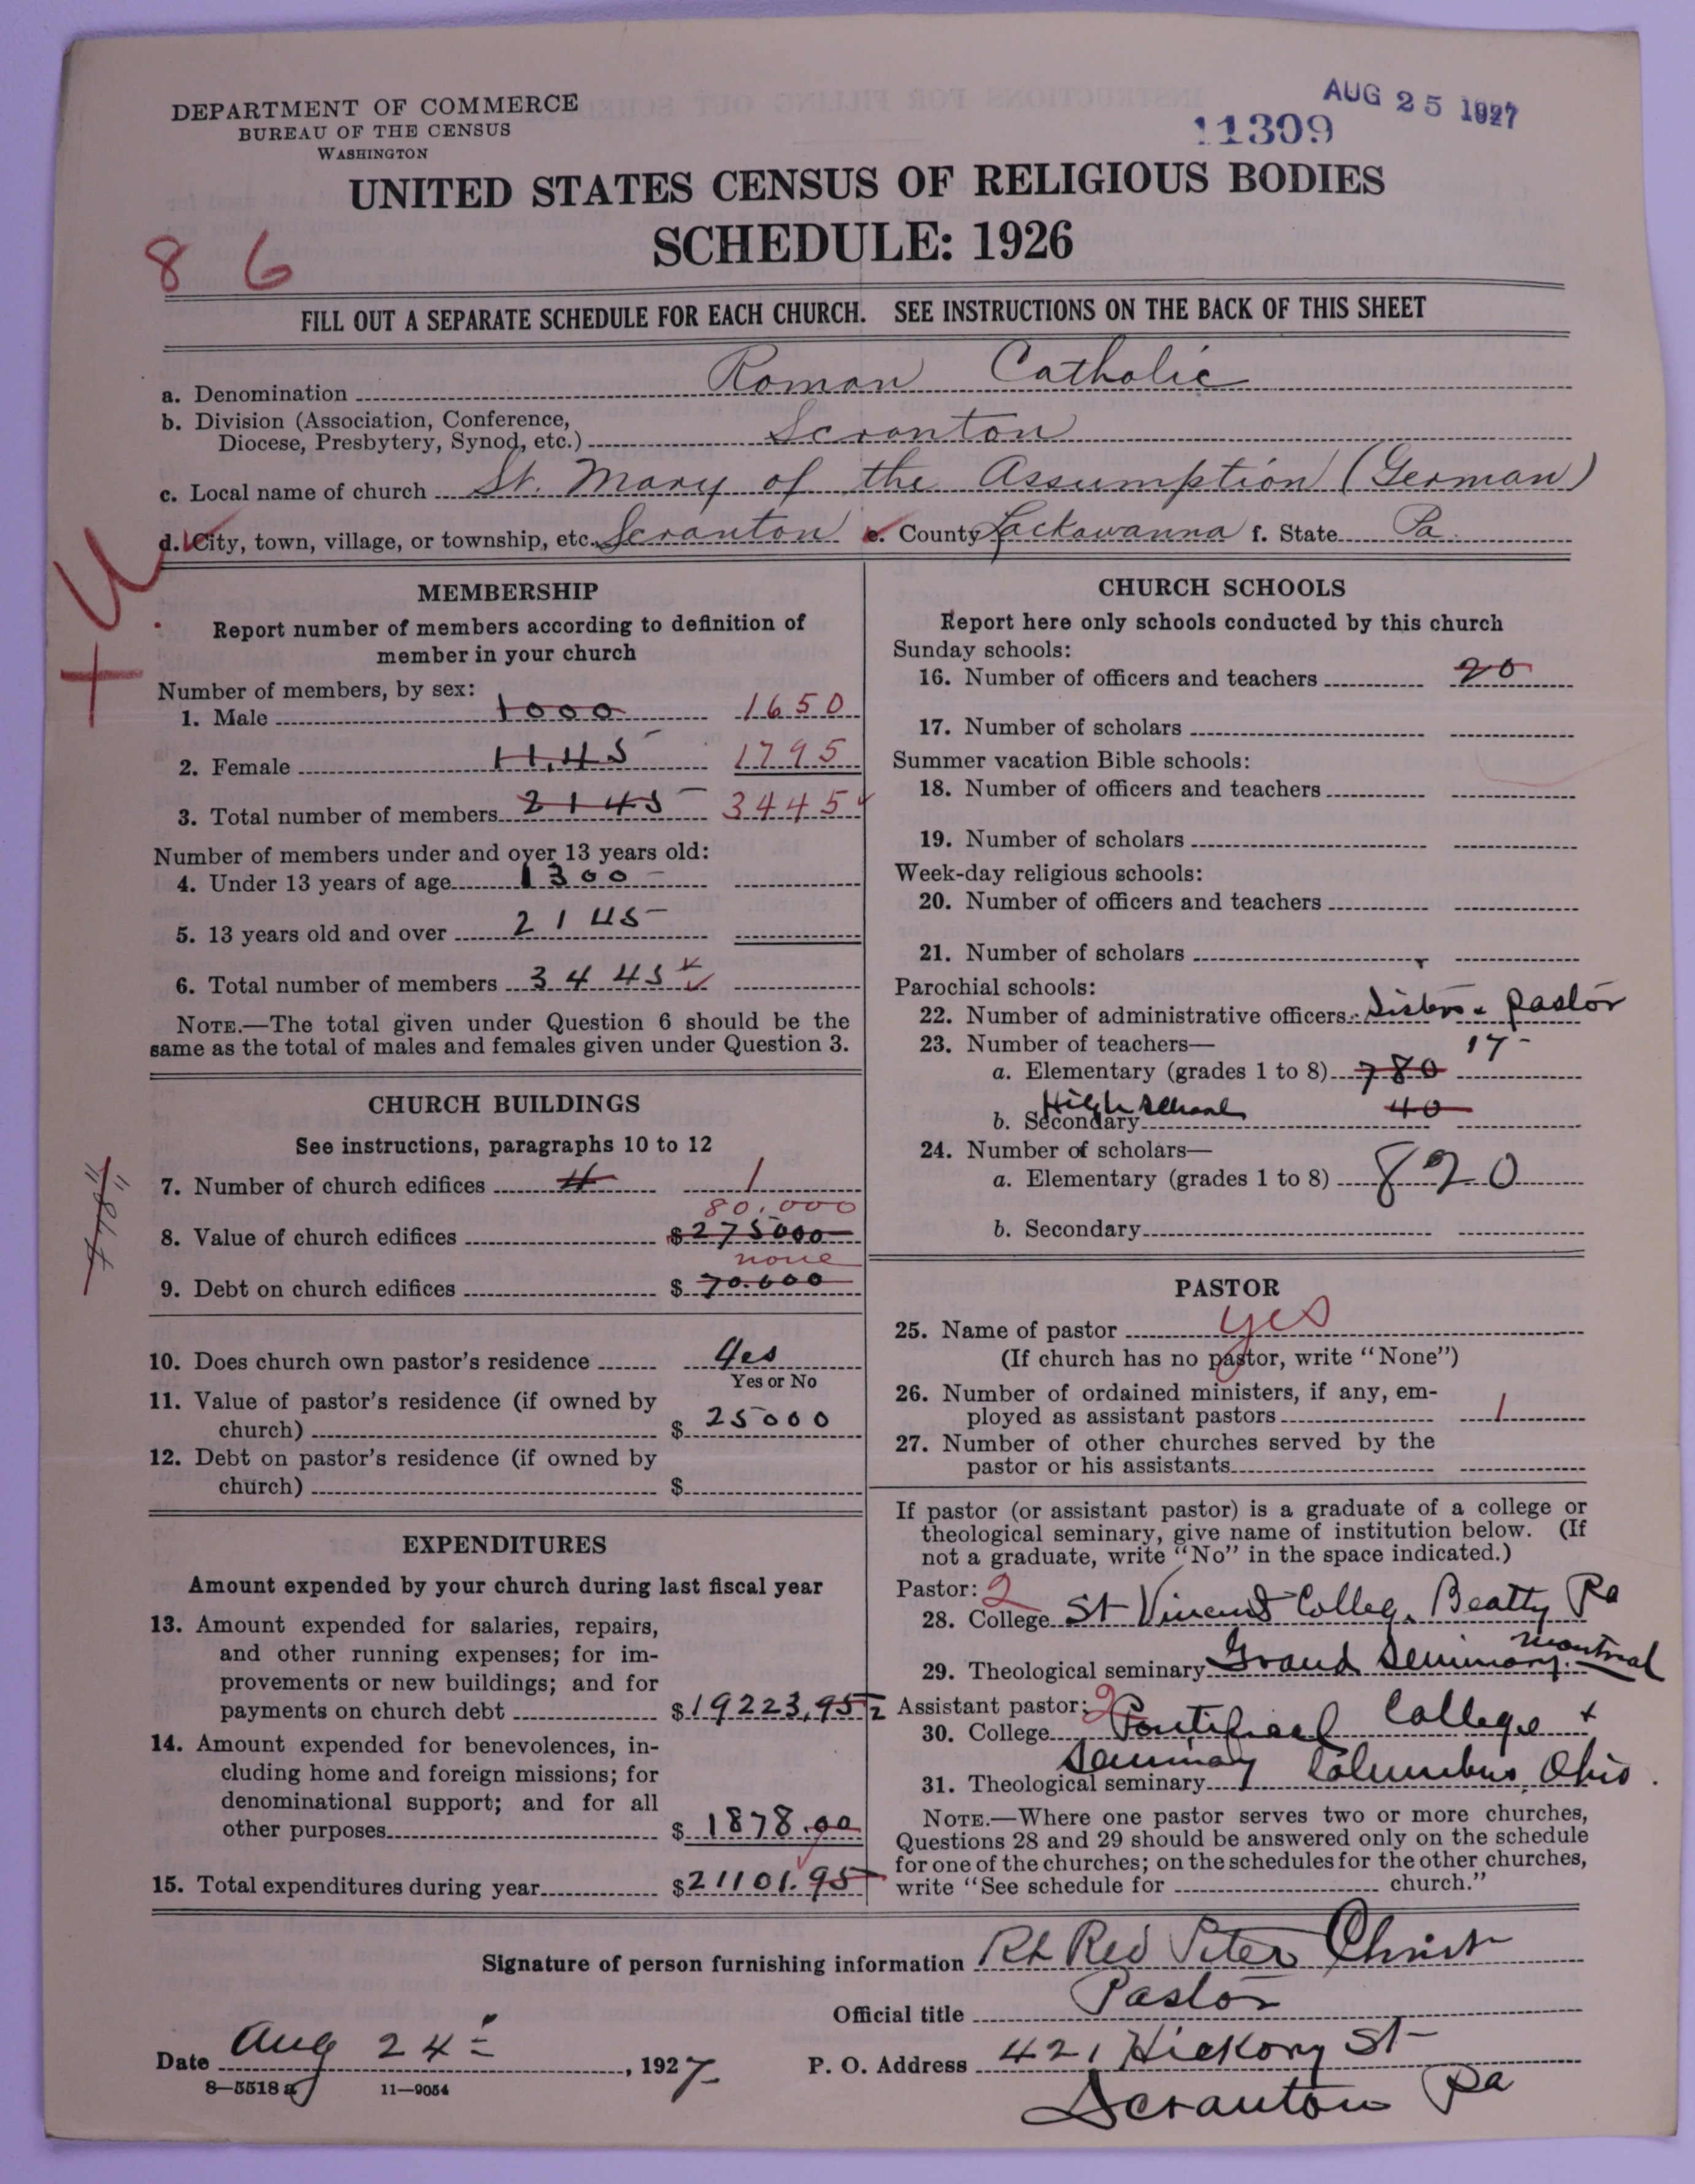 DEPARTMENT OF COMMERCE
BUREAU OF THE CENSUS
WASHINGTON
AUG 25 1927
11309
UNITED STATES CENSUS OF RELIGIOUS BODIES
SCHEDULE: 1926
8 6
FILL OUT A SEPARATE SCHEDULE FOR EACH CHURCH. SEE INSTRUCTIONS ON THE BACK OF THIS SHEET
a. Denomination Roman Catholic
b. Division (Association, Conference,
Diocese, Presbytery, Synod, etc.) Scranton
c. Local name of church St. Mary of the Assumption (German)
d. City, town, village, or township, etc. Scranton e. County Lackawanna f. State Pa.
MEMBERSHIP
Report number of members according to definition of
member in your church
Number of members, by sex:
1. Male 1000 1650
2. Female 1145 1795
3. Total number of members 2145 3445
Number of members under and over 13 years old:
4. Under 13 years of age 1300
5. 13 years old and over 2145
6. Total number of members 3445
NOTE.—The total given under Question 6 should be the
same as the total of males and females given under Question 3.
CHURCH BUILDINGS
See instructions, paragraphs 10 to 12
7. Number of church edifices 4 1
80,000
8. Value of church edifices $275000
none
9. Debt on church edifices $70.000
10. Does church own pastor's residence Yes
Yes or No
11. Value of pastor's residence (if owned by
church) $25000
12. Debt on pastor's residence (if owned by
church) $
EXPENDITURES
Amount expended by your church during last fiscal year
13. Amount expended for salaries, repairs,
and other running expenses; for im-
provements or new buildings; and for
payments on church debt $19223,95
14. Amount expended for benevolences, in-
cluding home and foreign missions; for
denominational support; and for all
other purposes $1878.00
15. Total expenditures during year $21101.95
CHURCH SCHOOLS
Report here only schools conducted by this church
Sunday schools:
16. Number of officers and teachers 20
17. Number of scholars
Summer vacation Bible schools:
18. Number of officers and teachers
19. Number of scholars
Week-day religious schools:
20. Number of officers and teachers
21. Number of scholars
Parochial schools:
22. Number of administrative officers Sisters & pastor
23. Number of teachers— 17
a. Elementary (grades 1 to 8) 780
High School 40
b. Secondary
24. Number of scholars—
a. Elementary (grades 1 to 8) 820
b. Secondary
PASTOR
25. Name of pastor yes
(If church has no pastor, write "None")
26. Number of ordained ministers, if any, em-
ployed as assistant pastors 1
27. Number of other churches served by the
pastor or his assistants
If pastor (or assistant pastor) is a graduate of a college or
theological seminary, give name of institution below. (If
not a graduate, write "No" in the space indicated.)
Pastor: 2
28. College St Vincent College, Beatty Pa
29. Theological seminary Grand Seminary. Montreal
Assistant pastor: 2
30. College Pontifical College +
Seminary Columbus, Ohio.
31. Theological seminary
NOTE.—Where one pastor serves two or more churches,
Questions 28 and 29 should be answered only on the schedule
for one of the churches; on the schedules for the other churches,
write "See schedule for church."
Signature of person furnishing information Rt Rev Peter Christ
Official title Pastor
Date Aug 24, 1927 P. O. Address 421 Hickory St
8—5518 a 11—9054 Scranton Pa